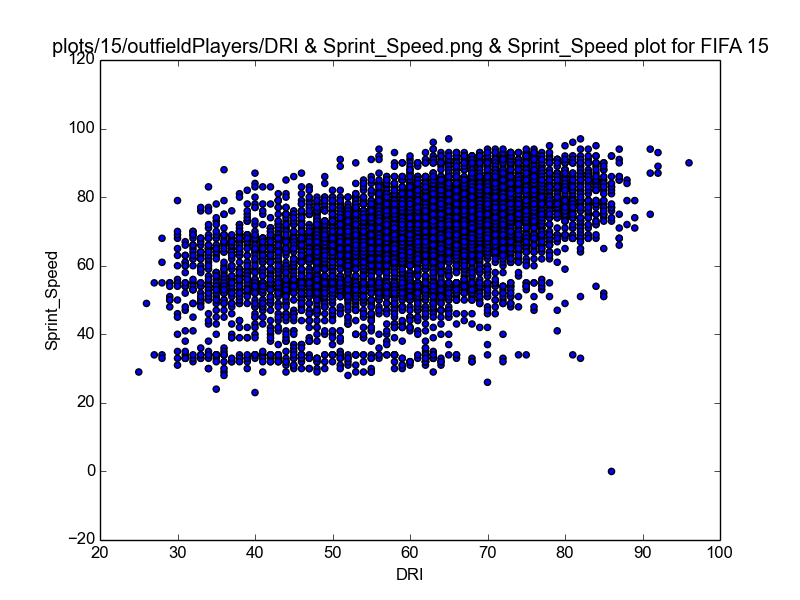 plots/15/outfieldPlayers/DRI & Sprint_Speed.png & Sprint_Speed plot for FIFA 15
120
100
80
60
40
20
0
−20
Sprint_Speed
20 30 40 50 60 70 80 90 100
DRI